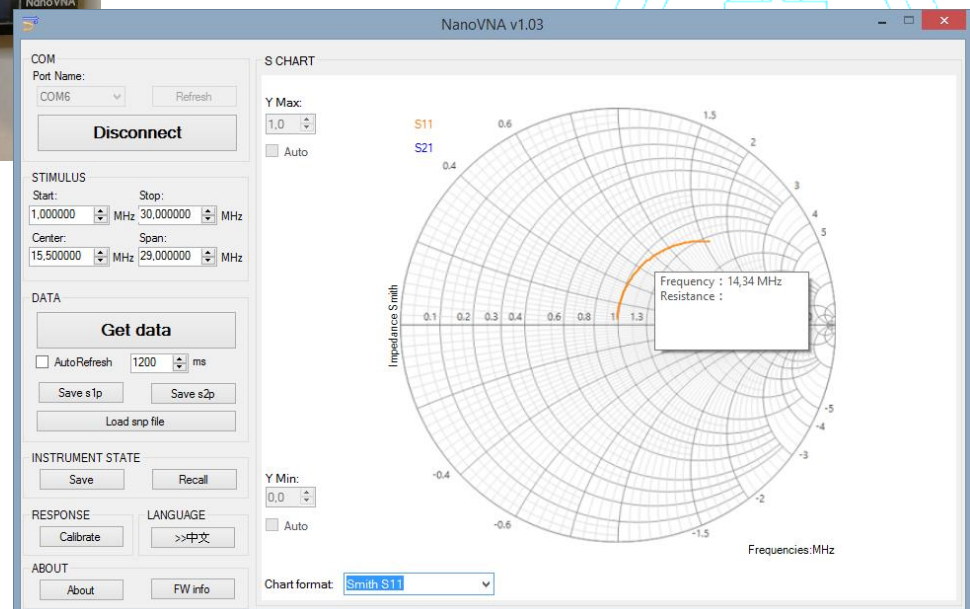 NanoVNA
NanoVNA v1.03
COM
Port Name:
COM6
Refresh
Disconnect
STIMULUS
Start:
Stop:
1,000000 MHz 30,000000 MHz
Center:
Span:
15,500000 MHz 29,000000 MHz
DATA
Get data
AutoRefresh 1200 ms
Save s1p
Save s2p
Load snp file
INSTRUMENT STATE
Save
Recall
RESPONSE
LANGUAGE
Calibrate
>>中文
ABOUT
About
FW info
S CHART
Y Max:
1,0
Auto
S11
S21
0.4
0.6
1.5
2
3
4
5
Frequency : 14,34 MHz
Resistance :
Impedance Smith
0.1 0.2 0.3 0.4 0.6 0.8 1 1.3
-5
-4
-3
-2
-1.5
-0.4
-0.6
Y Min:
0,0
Auto
Frequencies:MHz
Chart format: Smith S11